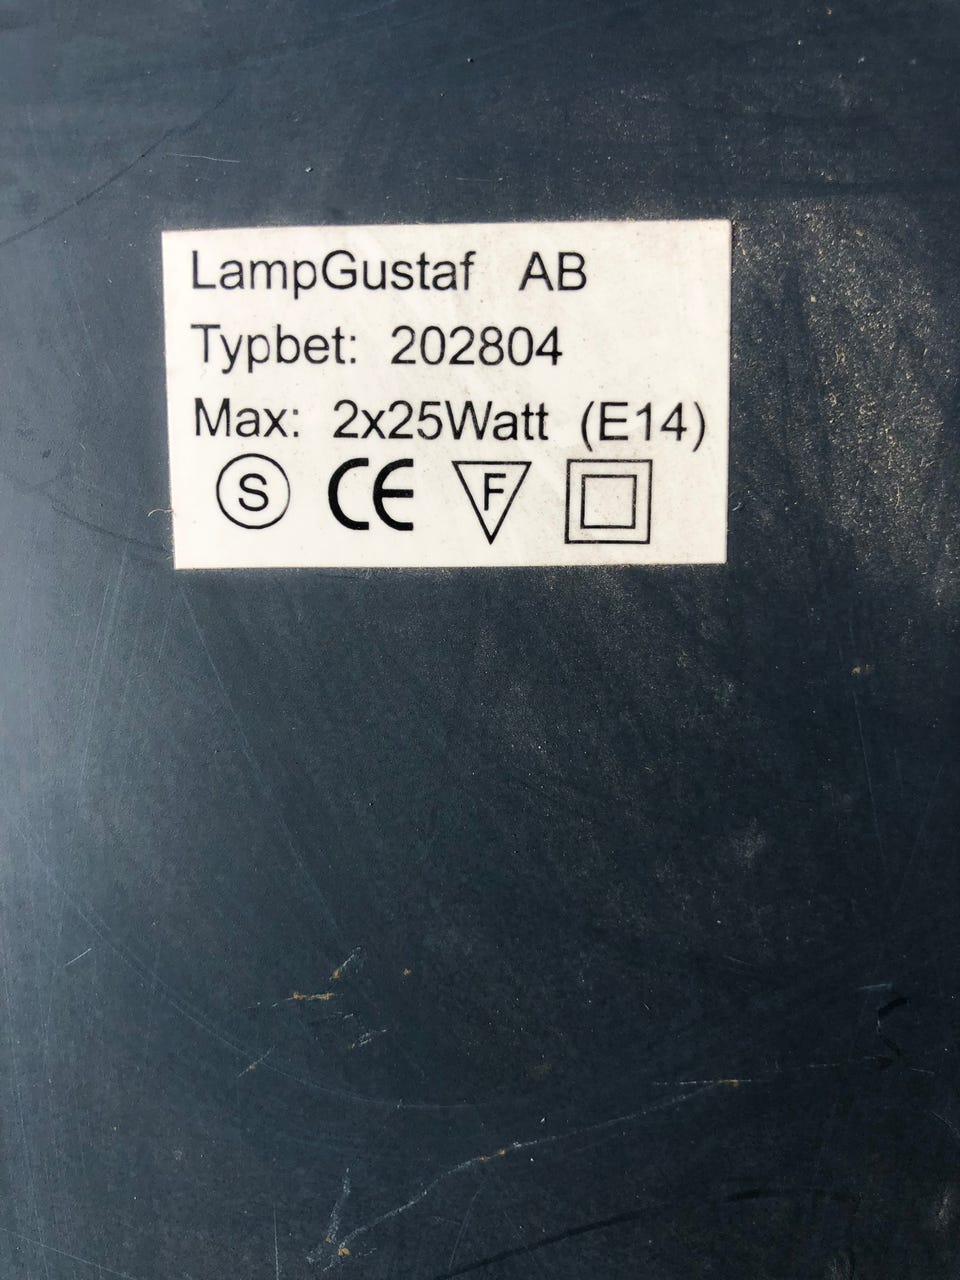 LampGustaf AB
Typbet: 202804
Max: 2x25Watt (E14)
S CE F